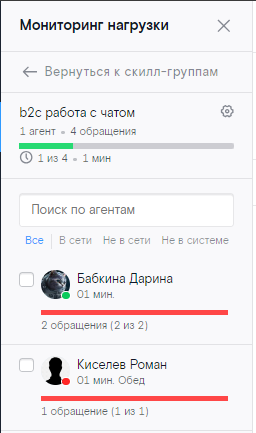 Мониторинг нагрузки
Вернуться к скилл-группам
b2c работа с чатом
1 агент • 4 обращения
1 из 4 • 1 мин
Поиск по агентам
Все | В сети Не в сети Не в системе
Бабкина Дарина
01 мин.
2 обращения (2 из 2)
Киселев Роман
01 мин. Обед
1 обращение (1 из 1)